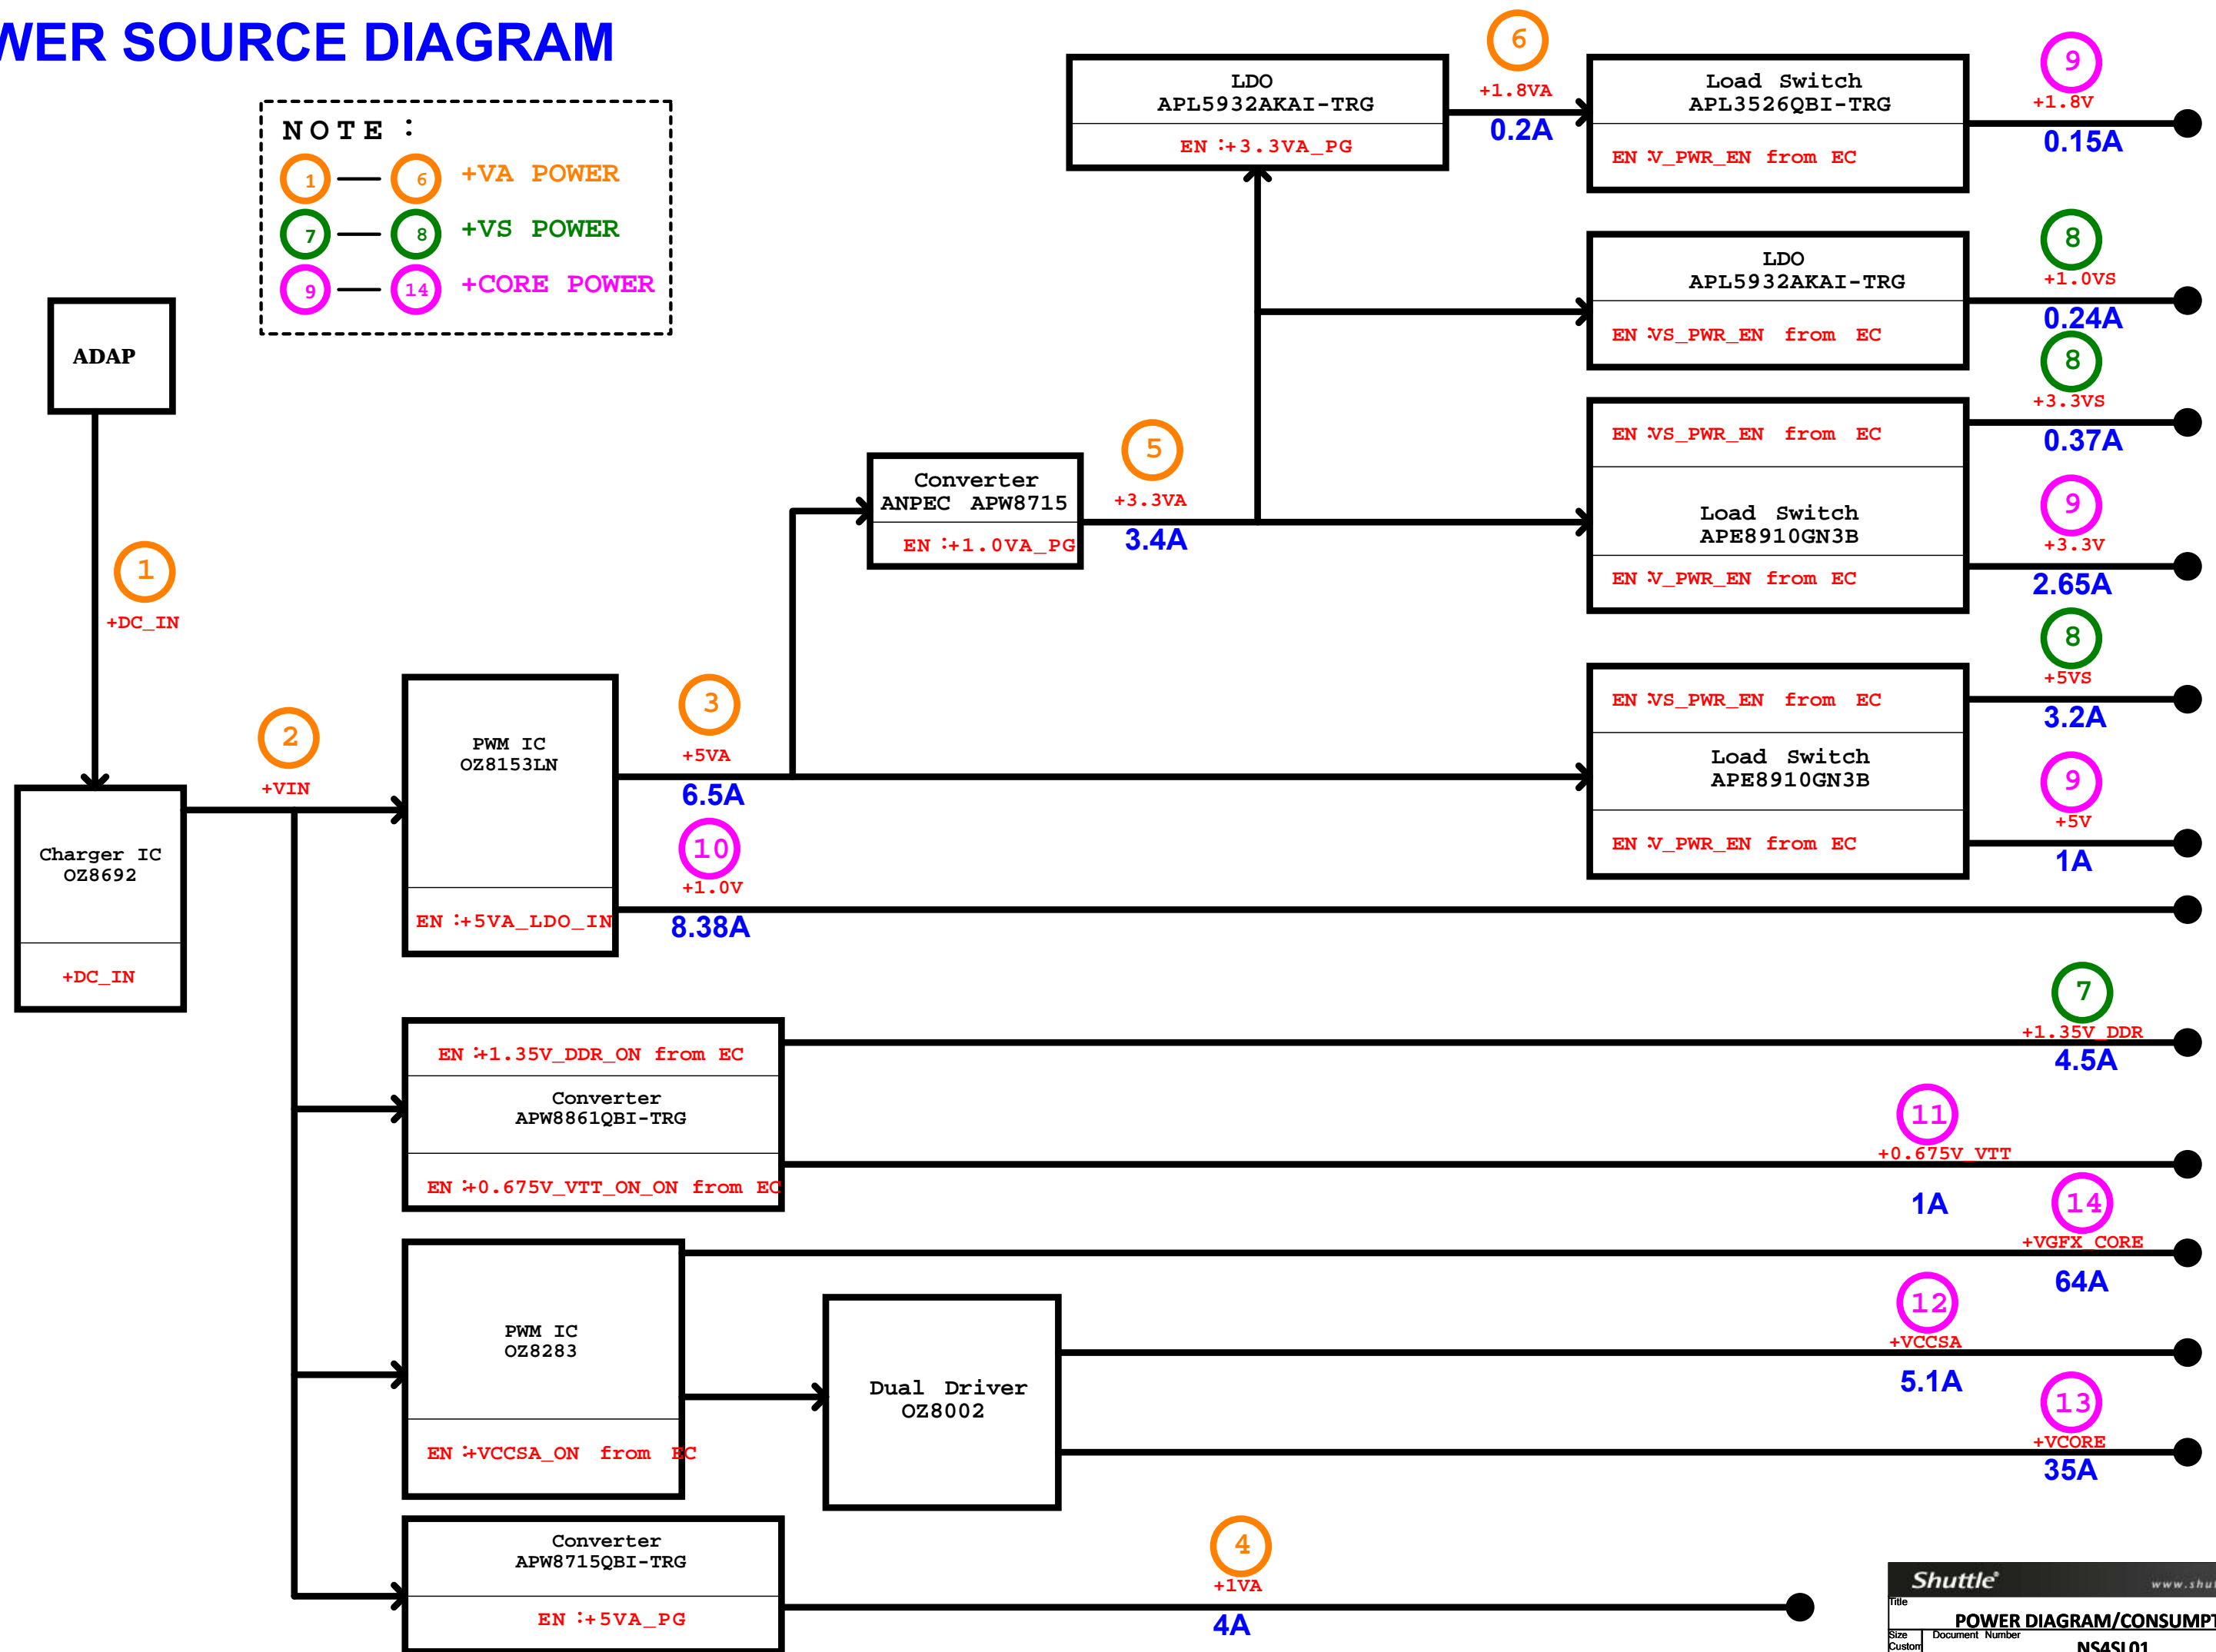 WER SOURCE DIAGRAM
NOTE :
1 — 6 +VA POWER
7 — 8 +VS POWER
9 — 14 +CORE POWER
ADAP
1
+DC_IN
Charger IC
OZ8692
+DC_IN
2
+VIN
PWM IC
OZ8153LN
EN :+5VA_LDO_IN
3
+5VA
6.5A
10
+1.0V
8.38A
Converter
ANPEC APW8715
EN :+1.0VA_PG
5
+3.3VA
3.4A
LDO
APL5932AKAI-TRG
EN :+3.3VA_PG
6
+1.8VA
0.2A
Load Switch
APL3526QBI-TRG
EN :V_PWR_EN from EC
9
+1.8V
0.15A
LDO
APL5932AKAI-TRG
EN :VS_PWR_EN from EC
8
+1.0VS
0.24A
EN :VS_PWR_EN from EC
Load Switch
APE8910GN3B
EN :V_PWR_EN from EC
8
+3.3VS
0.37A
9
+3.3V
2.65A
EN :VS_PWR_EN from EC
Load Switch
APE8910GN3B
EN :V_PWR_EN from EC
8
+5VS
3.2A
9
+5V
1A
EN :+1.35V_DDR_ON from EC
Converter
APW8861QBI-TRG
EN :+0.675V_VTT_ON_ON from EC
7
+1.35V_DDR
4.5A
11
+0.675V_VTT
1A
PWM IC
OZ8283
EN :+VCCSA_ON from EC
14
+VGFX_CORE
64A
Dual Driver
OZ8002
12
+VCCSA
5.1A
13
+VCORE
35A
Converter
APW8715QBI-TRG
EN :+5VA_PG
4
+1VA
4A
Shuttle® www.shut
Title
POWER DIAGRAM/CONSUMPT
Size Document Number
Custom NS4SL01